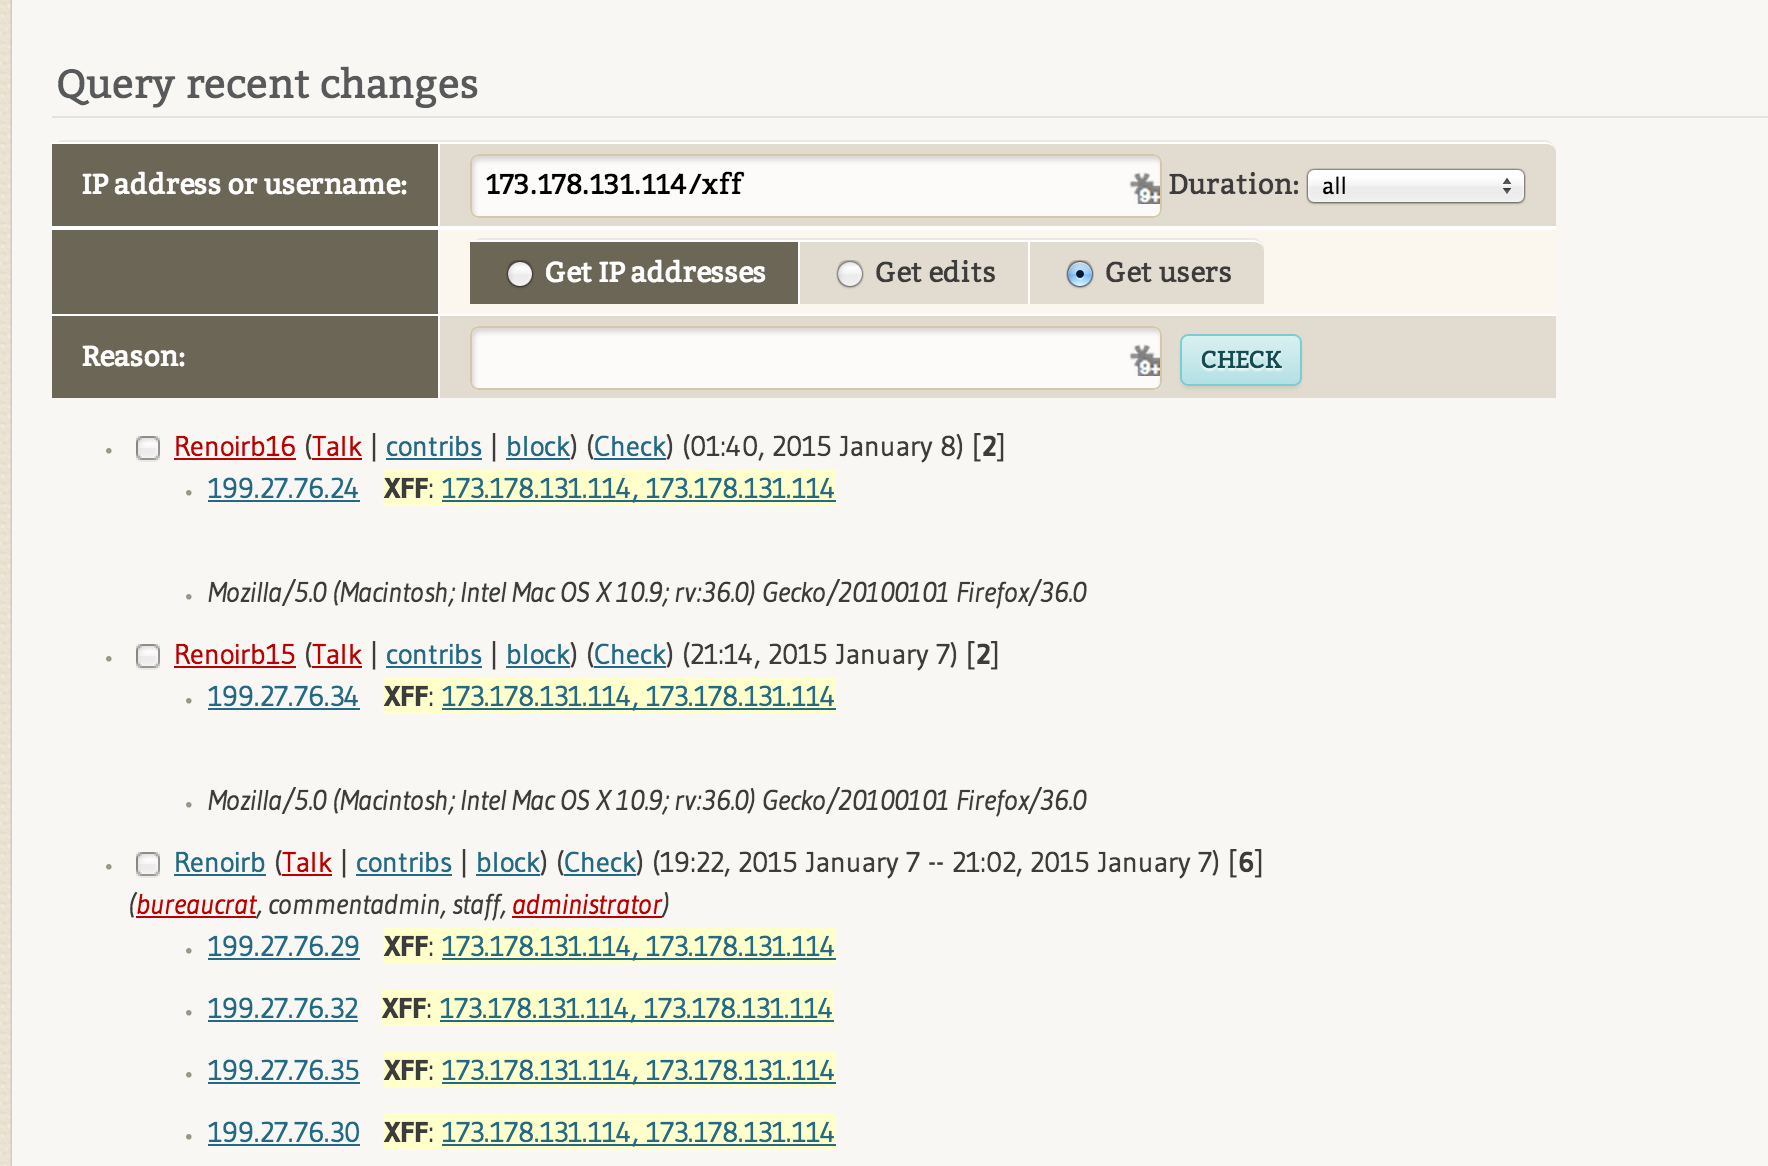 Query recent changes
IP address or username: 173.178.131.114/xff 9+ Duration: all
Get IP addresses Get edits Get users
Reason: 9+ CHECK
Renoirb16 (Talk | contribs | block) (Check) (01:40, 2015 January 8) [2]
199.27.76.24 XFF: 173.178.131.114, 173.178.131.114
Mozilla/5.0 (Macintosh; Intel Mac OS X 10.9; rv:36.0) Gecko/20100101 Firefox/36.0
Renoirb15 (Talk | contribs | block) (Check) (21:14, 2015 January 7) [2]
199.27.76.34 XFF: 173.178.131.114, 173.178.131.114
Mozilla/5.0 (Macintosh; Intel Mac OS X 10.9; rv:36.0) Gecko/20100101 Firefox/36.0
Renoirb (Talk | contribs | block) (Check) (19:22, 2015 January 7 -- 21:02, 2015 January 7) [6]
(bureaucrat, commentadmin, staff, administrator)
199.27.76.29 XFF: 173.178.131.114, 173.178.131.114
199.27.76.32 XFF: 173.178.131.114, 173.178.131.114
199.27.76.35 XFF: 173.178.131.114, 173.178.131.114
199.27.76.30 XFF: 173.178.131.114, 173.178.131.114